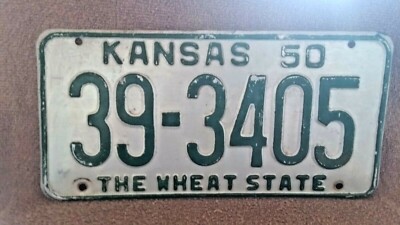 KANSAS 50
39-3405
THE WHEAT STATE